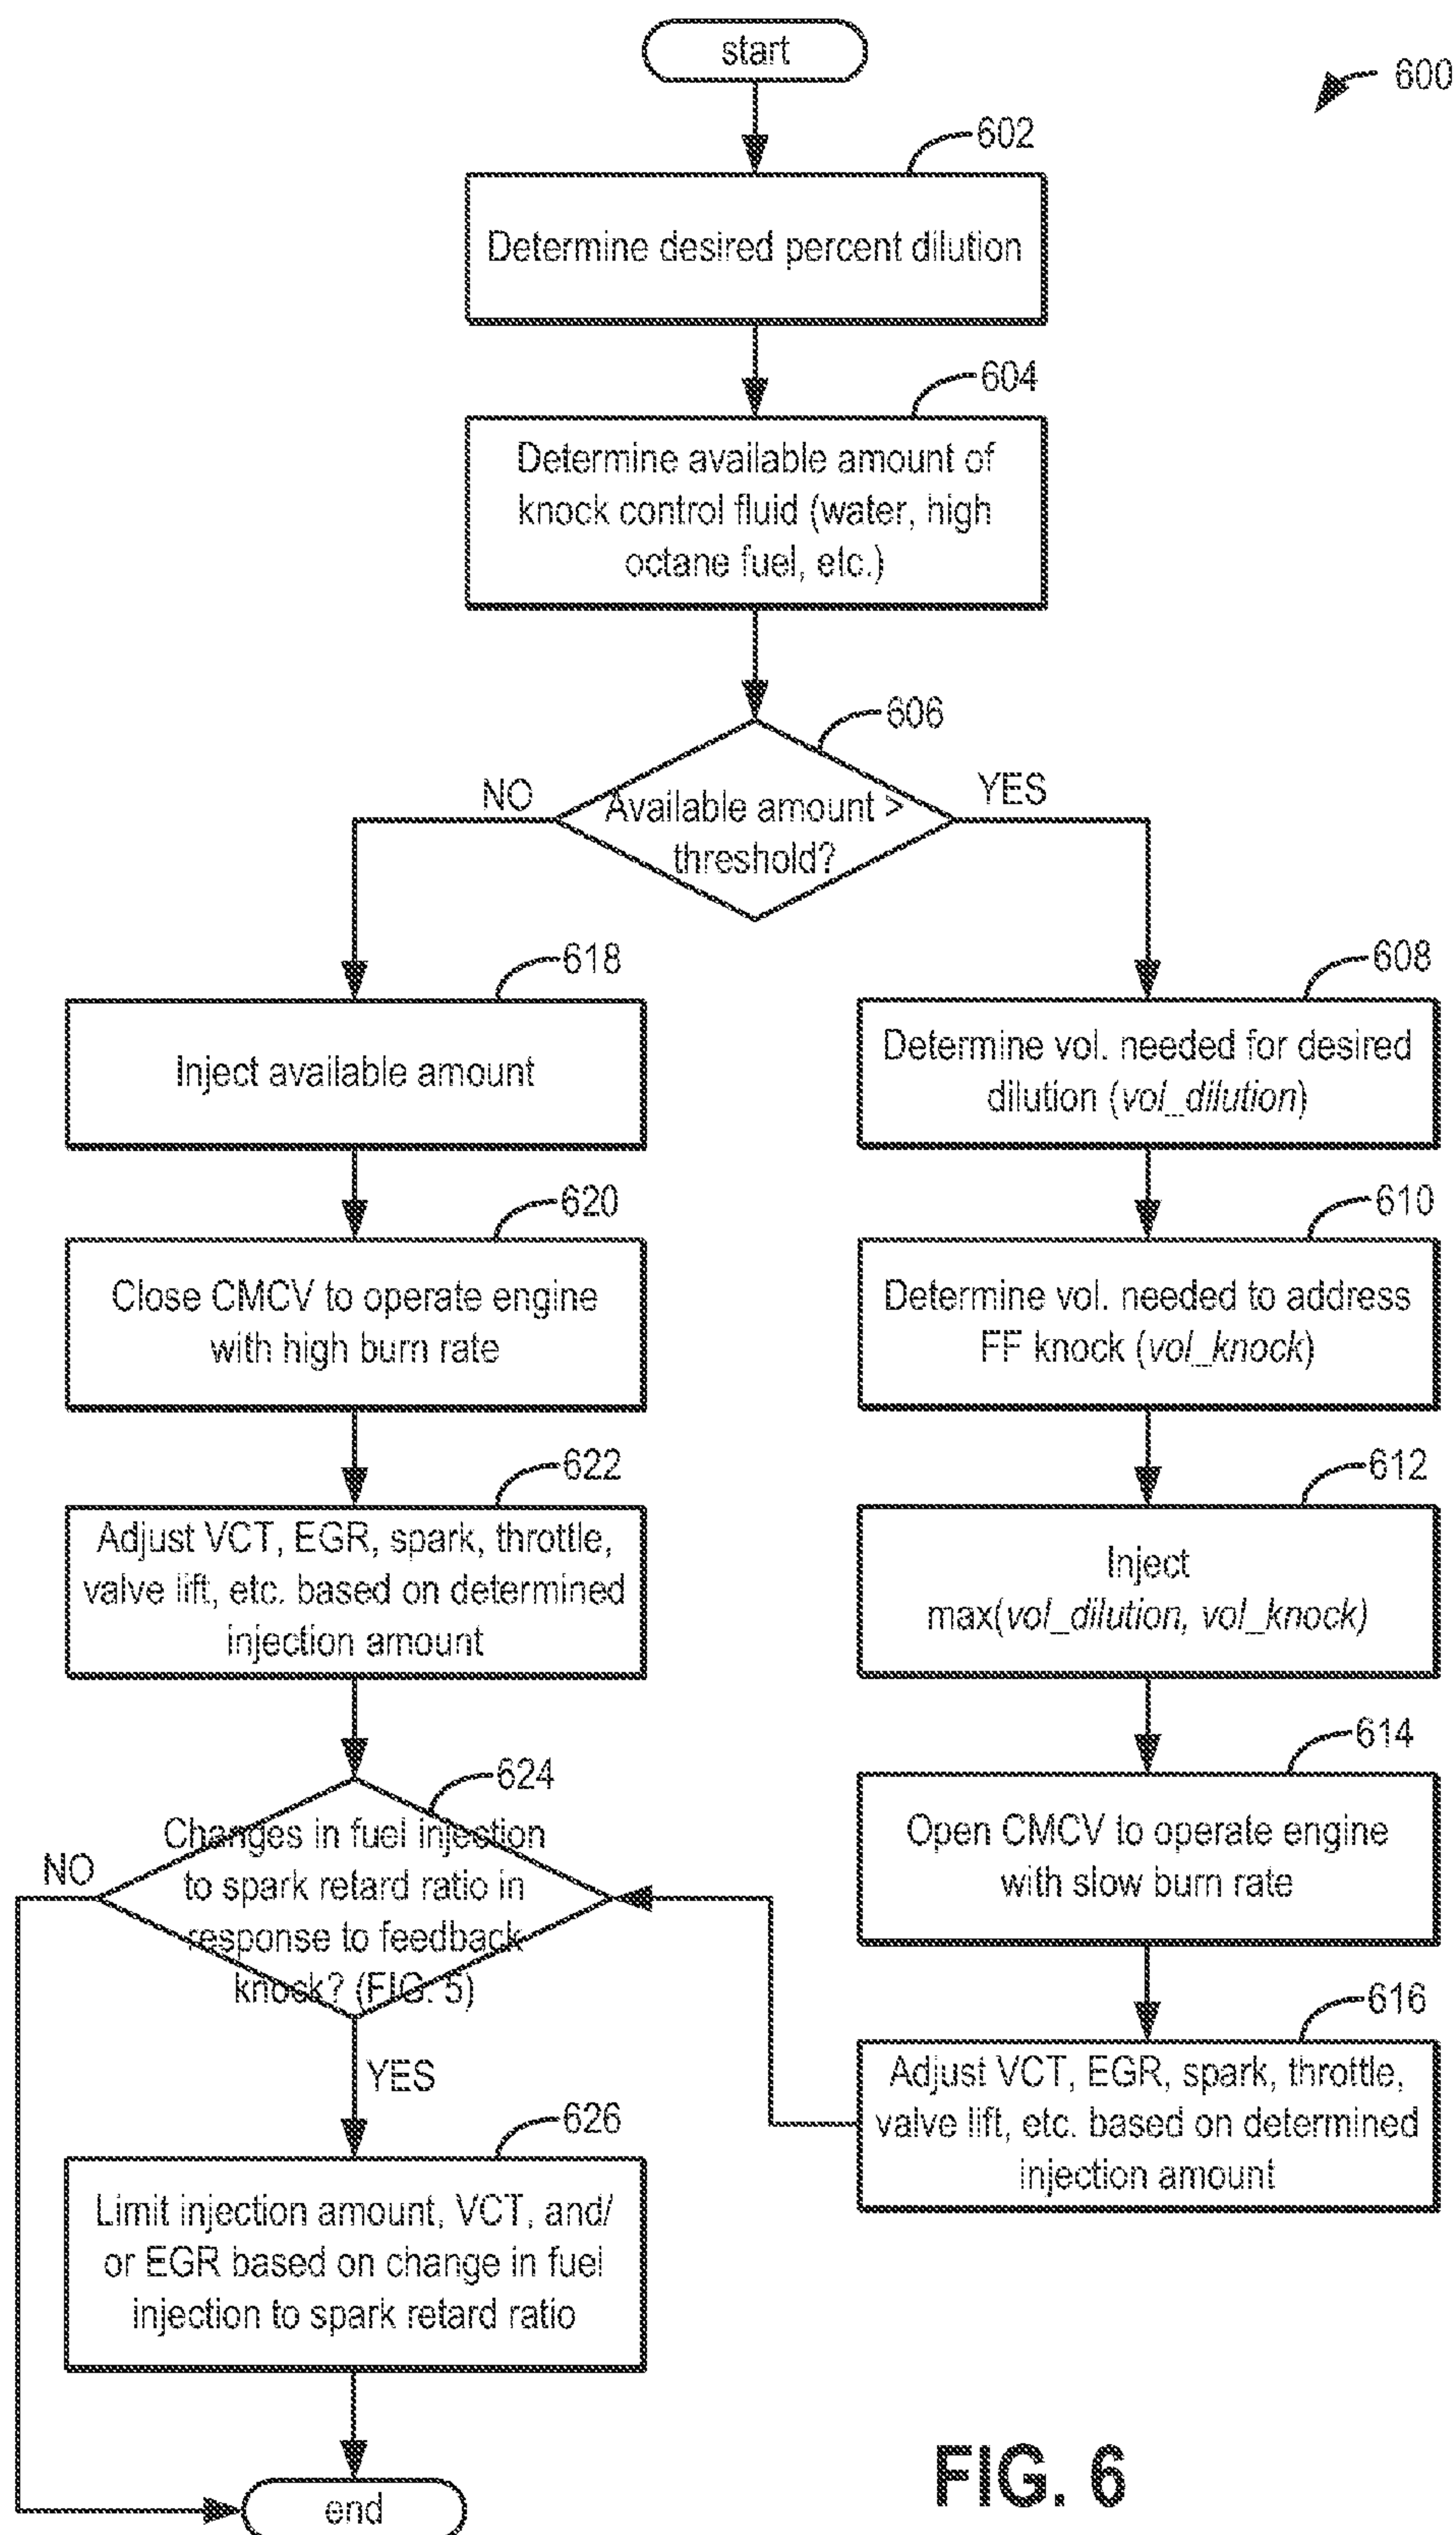 start
600
602
Determine desired percent dilution
604
Determine available amount of
knock control fluid (water, high
octane fuel, etc.)
606
NO
YES
Available amount >
threshold?
618
Inject available amount
620
Close CMCV to operate engine
with high burn rate
622
Adjust VCT, EGR, spark, throttle,
valve lift, etc. based on determined
injection amount
608
Determine vol. needed for desired
dilution (vol_dilution)
610
Determine vol. needed to address
FF knock (vol_knock)
612
Inject
max(vol_dilution, vol_knock)
614
Open CMCV to operate engine
with slow burn rate
616
Adjust VCT, EGR, spark, throttle,
valve lift, etc. based on determined
injection amount
624
Changes in fuel injection
to spark retard ratio in
response to feedback
knock? (FIG. 5)
NO
YES
626
Limit injection amount, VCT, and/
or EGR based on change in fuel
injection to spark retard ratio
end
FIG. 6